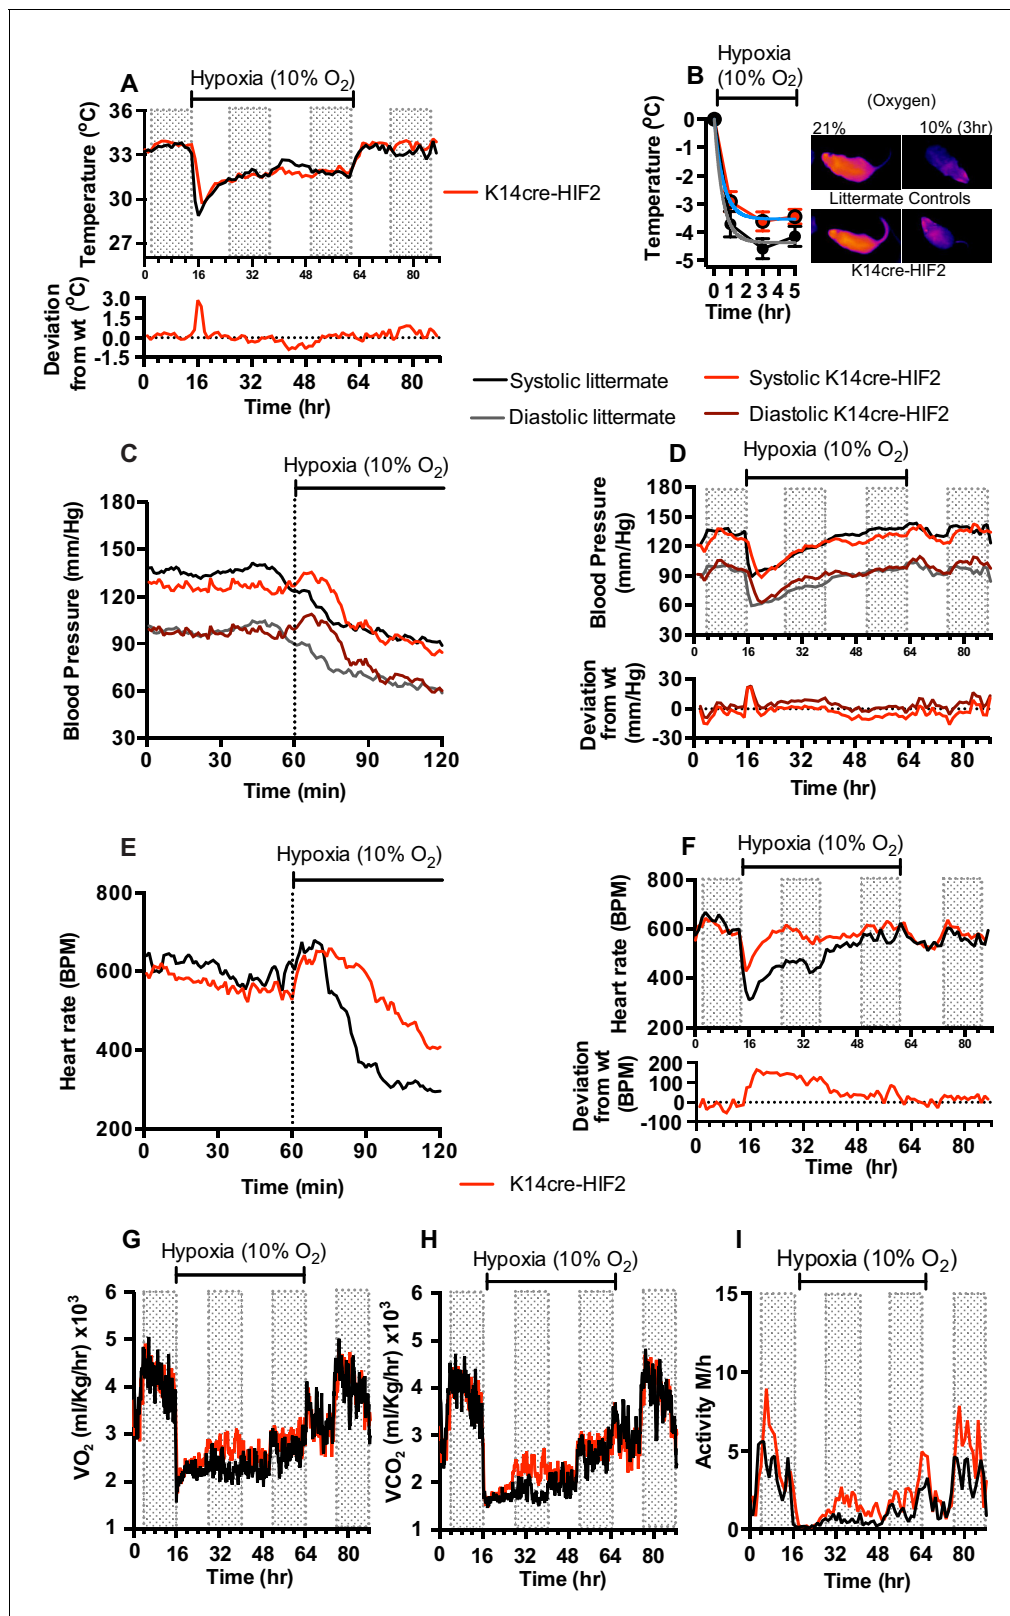 A
Hypoxia (10% O2)
Temperature (oC)
36
33
30
27
0 16 32 48 64 80
K14cre-HIF2
Deviation
from wt (oC)
3.0
1.5
0.0
-1.5
0 16 32 48 64 80
Time (hr)
B
Hypoxia
(10% O2)
Temperature (oC)
0
-1
-2
-3
-4
-5
0 1 2 3 4 5
Time (hr)
(Oxygen)
21% 10% (3hr)
Littermate Controls
K14cre-HIF2
Systolic littermate
Systolic K14cre-HIF2
Diastolic littermate
Diastolic K14cre-HIF2
C
Hypoxia (10% O2)
Blood Pressure (mm/Hg)
180
150
120
90
60
30
0 30 60 90 120
Time (min)
D
Hypoxia (10% O2)
Blood Pressure
(mm/Hg)
180
150
120
90
60
30
0 16 32 48 64 80
Deviation
from wt
(mm/Hg)
30
0
-30
0 16 32 48 64 80
Time (hr)
E
Hypoxia (10% O2)
Heart rate (BPM)
800
600
400
200
0 30 60 90 120
Time (min)
F
Hypoxia (10% O2)
Heart rate (BPM)
800
600
400
200
0 16 32 48 64 80
Deviation
from wt
(BPM)
200
100
0
-100
0 16 32 48 64 80
Time (hr)
K14cre-HIF2
G
Hypoxia (10% O2)
VO2 (ml/Kg/hr) x103
6
5
4
3
2
1
0 16 32 48 64 80
Time (hr)
H
Hypoxia (10% O2)
VCO2 (ml/Kg/hr) x103
6
5
4
3
2
1
0 16 32 48 64 80
Time (hr)
I
Hypoxia (10% O2)
Activity M/h
15
10
5
0
0 16 32 48 64 80
Time (hr)